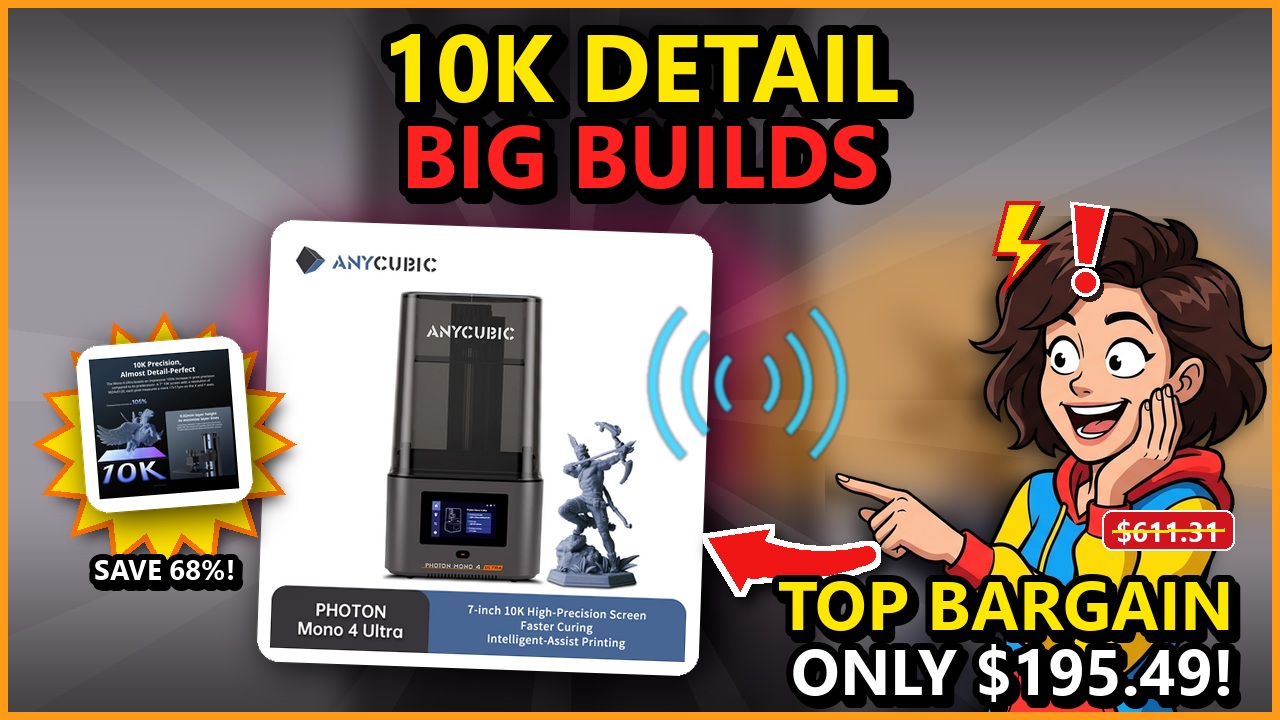 10K DETAIL
BIG BUILDS
ANYCUBIC
ANYCUBIC
10K Precision,
Almost Detail-Perfect
105%
10K
SAVE 68%!
PHOTON MONO 4 ULTRA
PHOTON
Mono 4 Ultra
7-inch 10K High-Precision Screen
Faster Curing
Intelligent-Assist Printing
$611.31
TOP BARGAIN
ONLY $195.49!